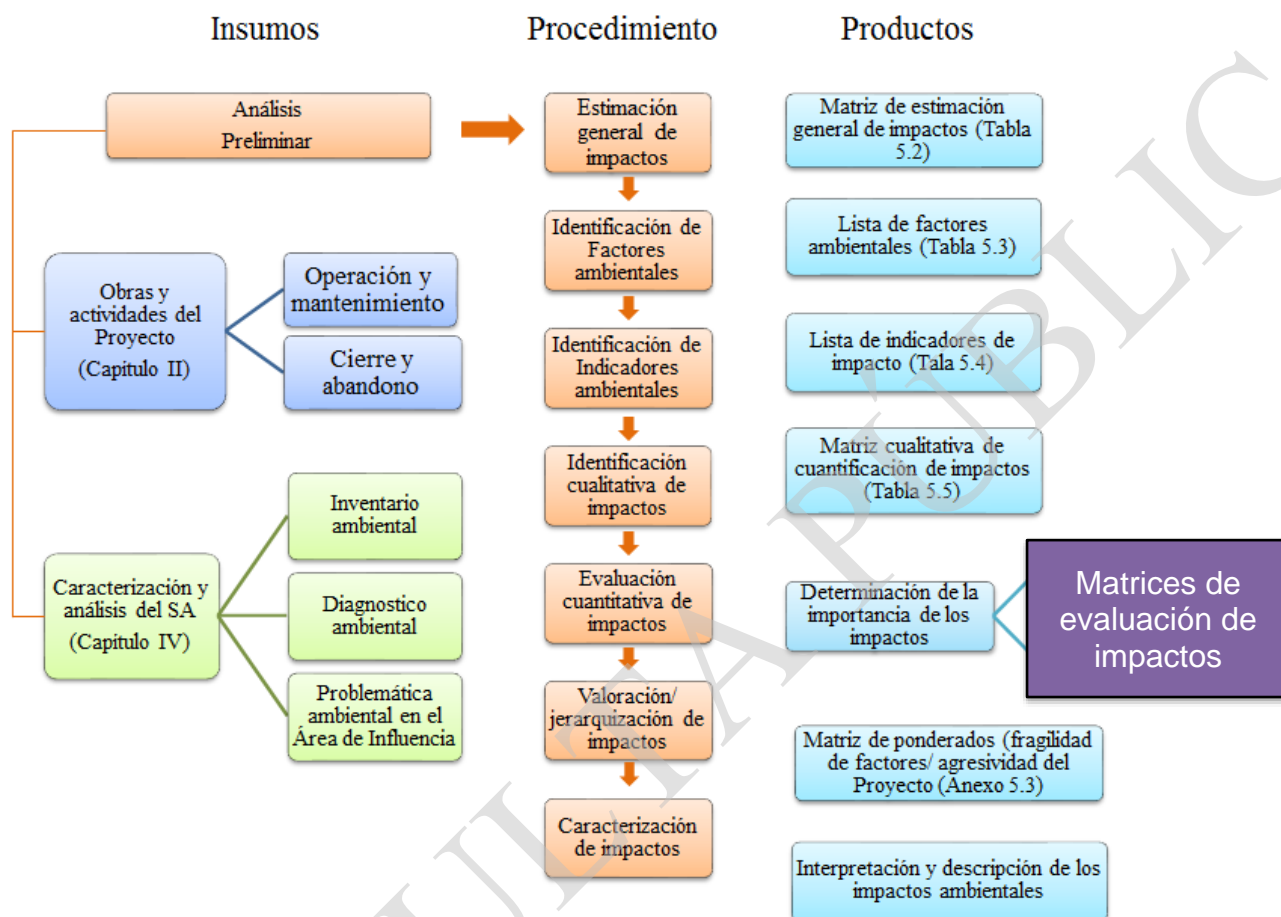 Insumos
Procedimiento
Productos
Análisis
Preliminar
Obras y
actividades del
Proyecto
(Capitulo II)
Operación y
mantenimiento
Cierre y
abandono
Caracterización y
análisis del SA
(Capitulo IV)
Inventario
ambiental
Diagnostico
ambiental
Problemática
ambiental en el
Área de Influencia
Estimación
general de
impactos
Identificación de
Factores
ambientales
Identificación de
Indicadores
ambientales
Identificación
cualitativa de
impactos
Evaluación
cuantitativa de
impactos
Valoración/
jerarquización de
impactos
Caracterización
de impactos
Matriz de estimación
general de impactos (Tabla
5.2)
Lista de factores
ambientales (Tabla 5.3)
Lista de indicadores de
impacto (Tala 5.4)
Matriz cualitativa de
cuantificación de impactos
(Tabla 5.5)
Determinación de la
importancia de los
impactos
Matrices de
evaluación de
impactos
Matriz de ponderados (fragilidad
de factores/ agresividad del
Proyecto (Anexo 5.3)
Interpretación y descripción de los
impactos ambientales
ULTA PÚBLIC